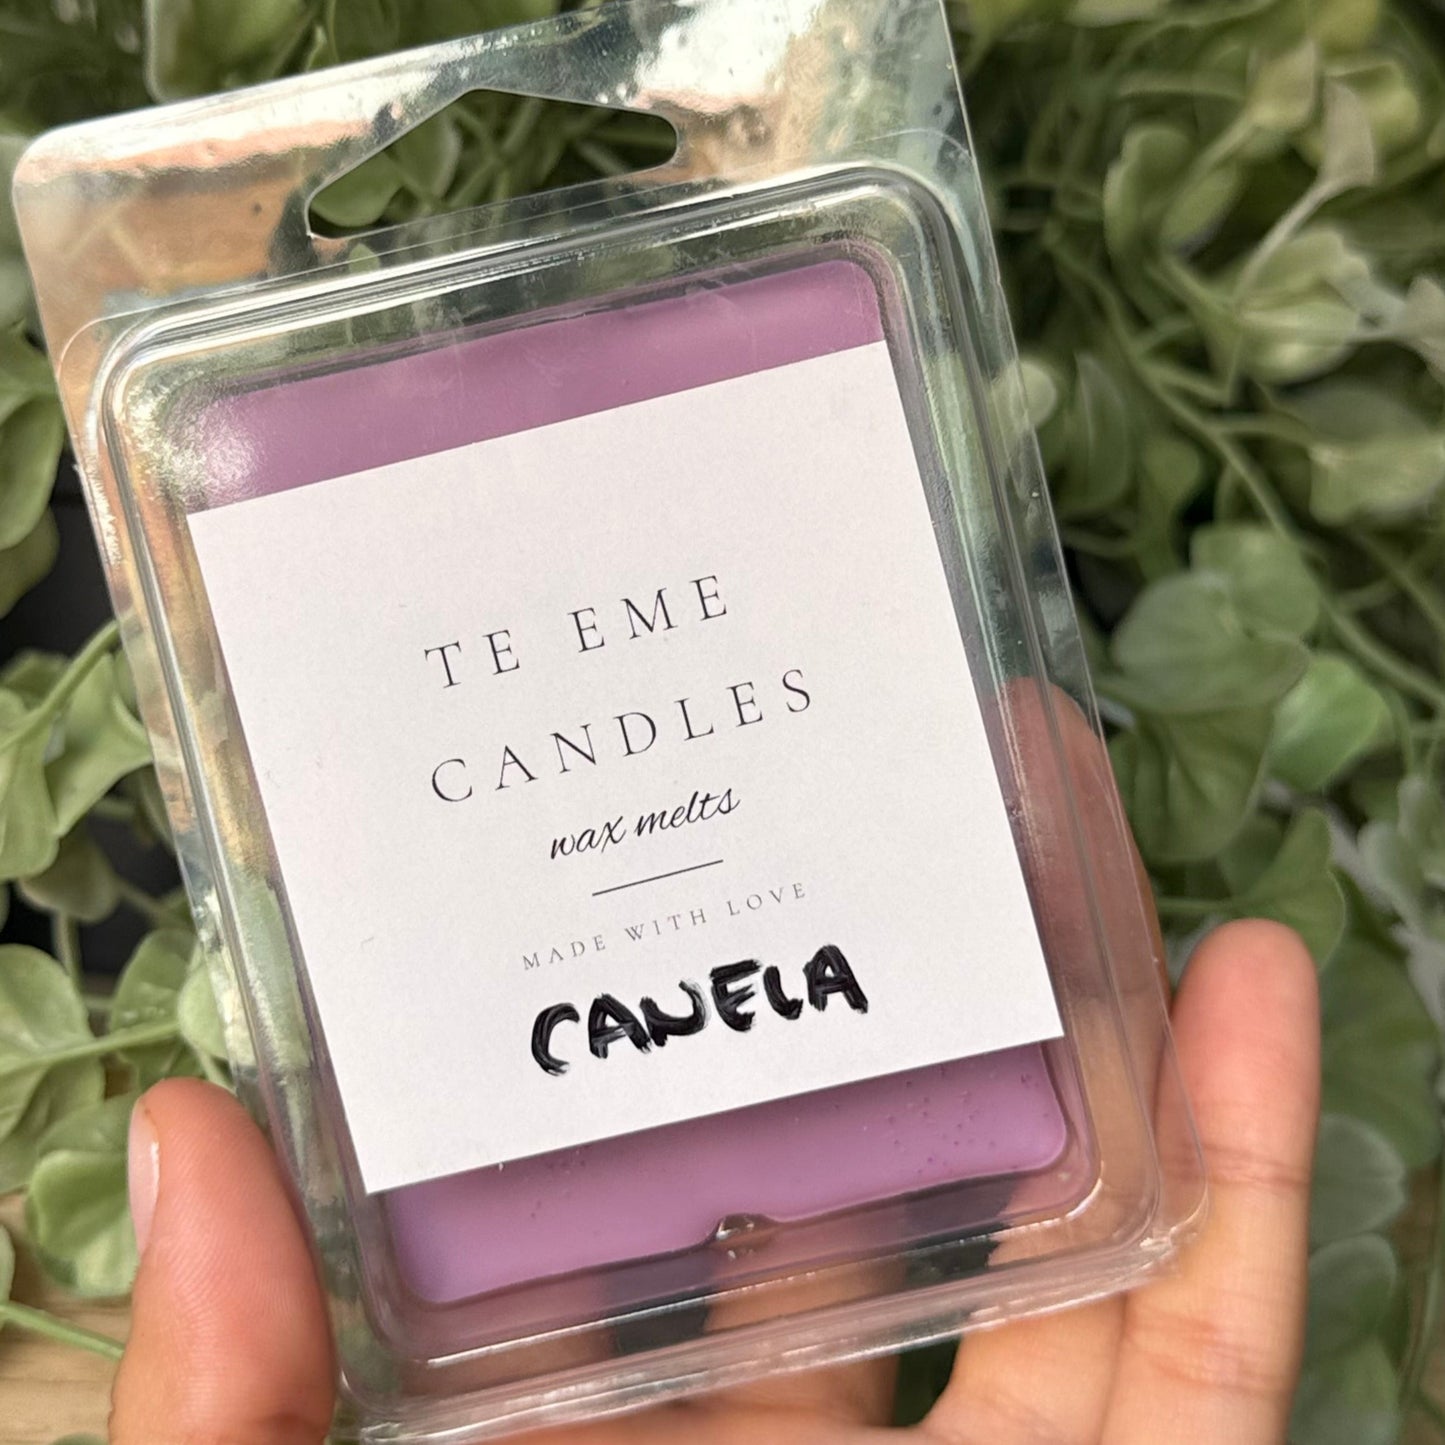 TE EME
CANDLES
wax melts
MADE WITH LOVE
CANELA